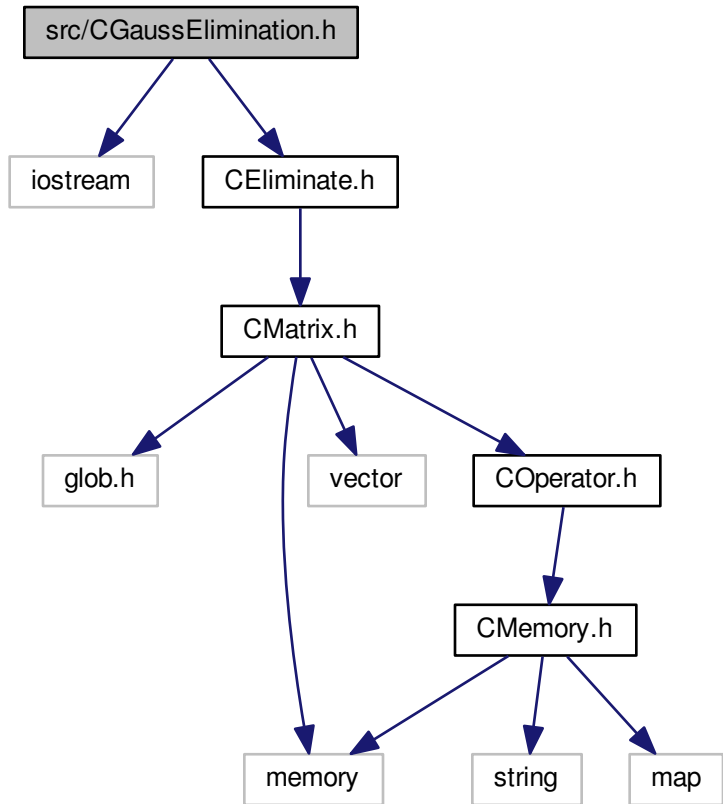 src/CGaussElimination.h
iostream
CEliminate.h
CMatrix.h
glob.h
vector
COperator.h
CMemory.h
memory
string
map